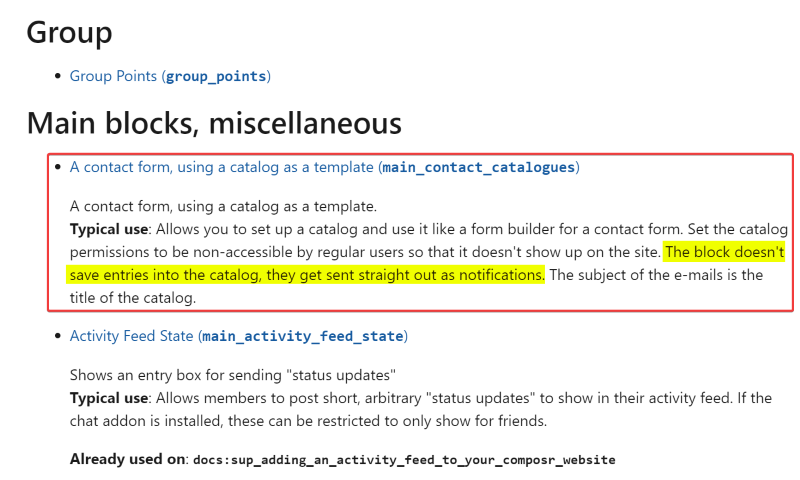 Group
• Group Points (group_points)
Main blocks, miscellaneous
• A contact form, using a catalog as a template (main_contact_catalogues)
A contact form, using a catalog as a template.
Typical use: Allows you to set up a catalog and use it like a form builder for a contact form. Set the catalog
permissions to be non-accessible by regular users so that it doesn't show up on the site. The block doesn't
save entries into the catalog, they get sent straight out as notifications. The subject of the e-mails is the
title of the catalog.
• Activity Feed State (main_activity_feed_state)
Shows an entry box for sending "status updates"
Typical use: Allows members to post short, arbitrary "status updates" to show in their activity feed. If the
chat addon is installed, these can be restricted to only show for friends.
Already used on: docs:sup_adding_an_activity_feed_to_your_composr_website